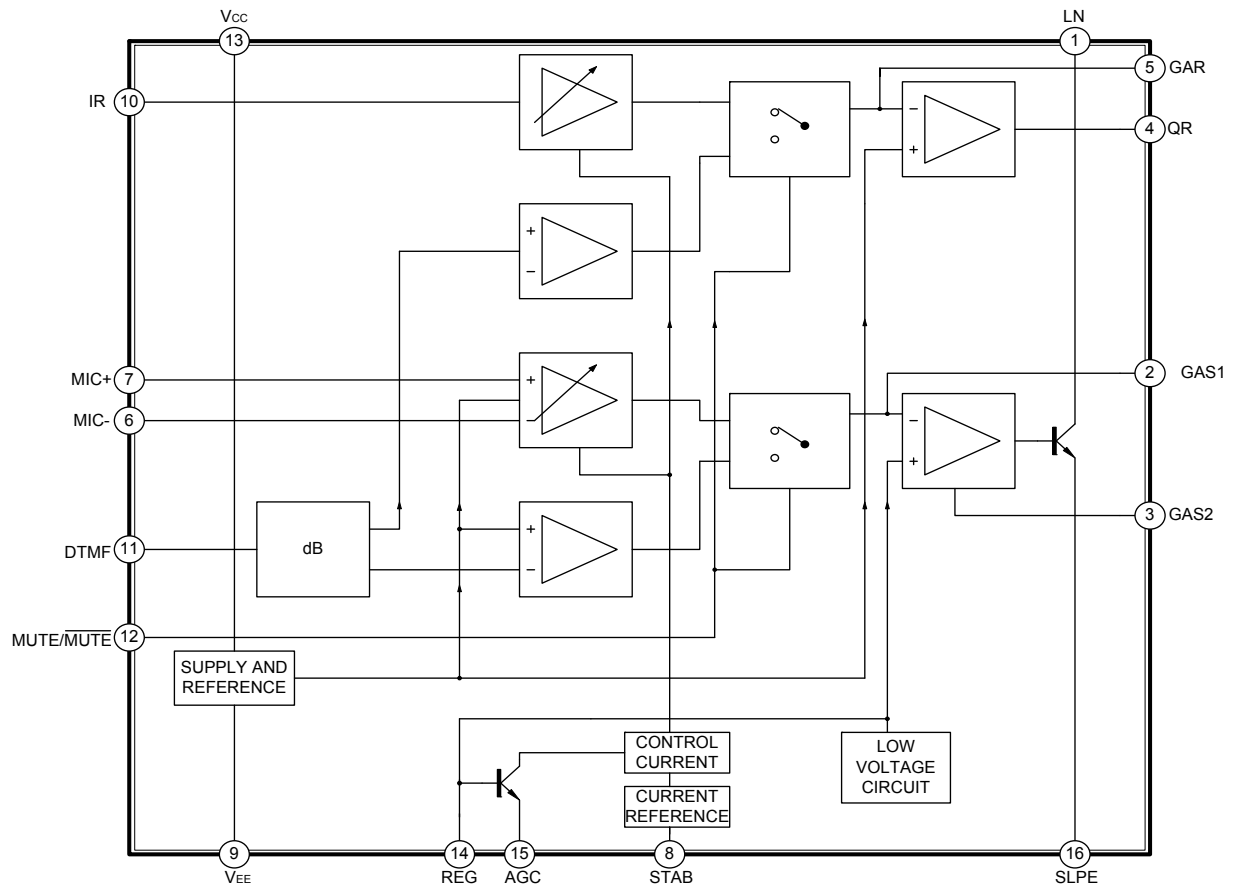 VCC
LN
13
1
5 GAR
IR 10
4 QR
- 
+
+
-
MIC+ 7
+
2 GAS1
MIC- 6
-
-
+
3 GAS2
DTMF 11
dB
+
-
MUTE/MUTE 12
SUPPLY AND
REFERENCE
CONTROL
CURRENT
LOW
VOLTAGE
CIRCUIT
CURRENT
REFERENCE
9
14
15
8
16
VEE
REG
AGC
STAB
SLPE